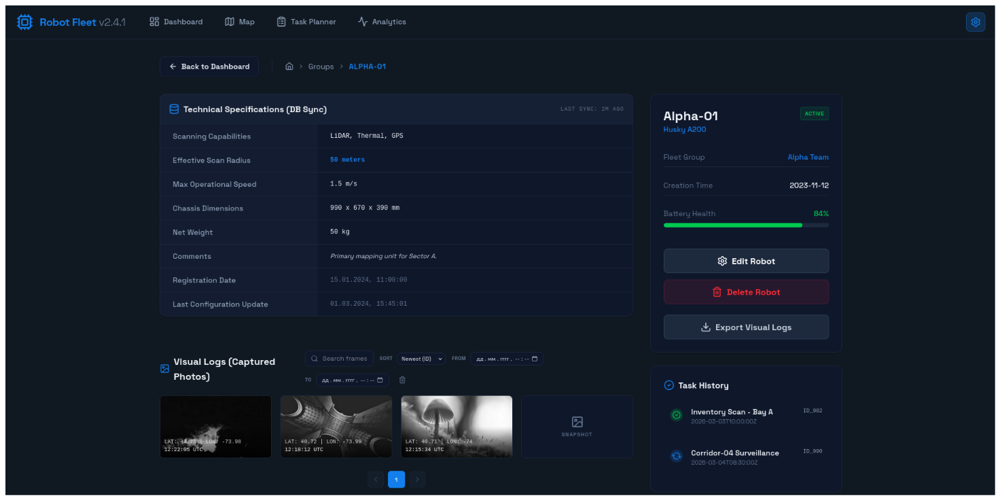 Robot Fleet v2.4.1
Dashboard
Map
Task Planner
Analytics
Back to Dashboard
Groups
ALPHA-01
Technical Specifications (DB Sync)
LAST SYNC: 2M AGO
Scanning Capabilities
LiDAR, Thermal, GPS
Effective Scan Radius
50 meters
Max Operational Speed
1.5 m/s
Chassis Dimensions
990 x 670 x 390 mm
Net Weight
50 kg
Comments
Primary mapping unit for Sector A.
Registration Date
15.01.2024, 11:00:00
Last Configuration Update
01.03.2024, 15:45:01
Alpha-01
ACTIVE
Husky A200
Fleet Group
Alpha Team
Creation Time
2023-11-12
Battery Health
84%
Edit Robot
Delete Robot
Export Visual Logs
Visual Logs (Captured
Photos)
Search frames
SORT
Newest (ID)
FROM
дд.мм.гггг, --:--
TO
дд.мм.гггг, --:--
LAT: 40.73 | LON: -73.98
12:22:05 UTC
LAT: 40.72 | LON: -73.99
12:18:12 UTC
LAT: 40.71 | LON: -74
12:15:34 UTC
SNAPSHOT
1
Task History
Inventory Scan - Bay A
ID_982
2026-03-03T10:00:00Z
Corridor-04 Surveillance
ID_990
2026-03-04T08:30:00Z